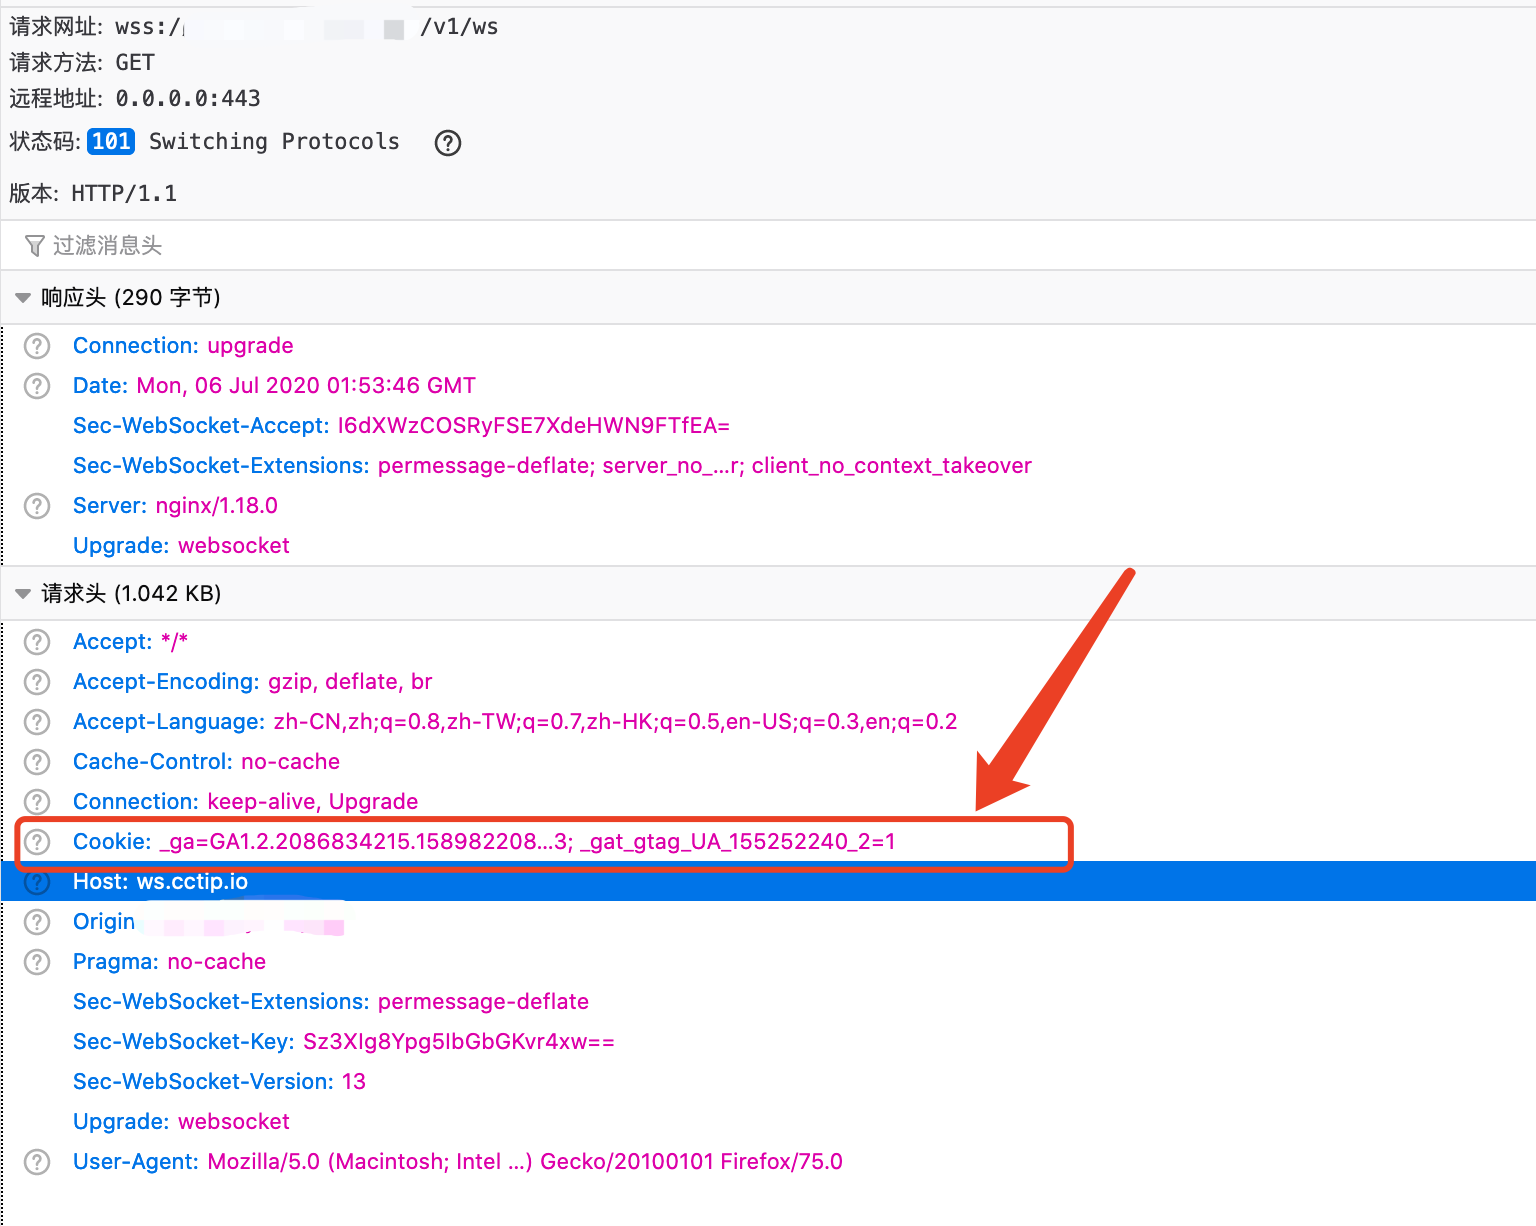 请求网址: wss:/ /v1/ws
请求方法: GET
远程地址: 0.0.0.0:443
状态码: 101 Switching Protocols ?
版本: HTTP/1.1
过滤消息头
响应头 (290 字节)
? Connection: upgrade
? Date: Mon, 06 Jul 2020 01:53:46 GMT
Sec-WebSocket-Accept: I6dXWzCOSRyFSE7XdeHWN9FTfEA=
Sec-WebSocket-Extensions: permessage-deflate; server_no_...r; client_no_context_takeover
? Server: nginx/1.18.0
Upgrade: websocket
请求头 (1.042 KB)
? Accept: */*
? Accept-Encoding: gzip, deflate, br
? Accept-Language: zh-CN,zh;q=0.8,zh-TW;q=0.7,zh-HK;q=0.5,en-US;q=0.3,en;q=0.2
? Cache-Control: no-cache
? Connection: keep-alive, Upgrade
? Cookie: _ga=GA1.2.2086834215.158982208...3; _gat_gtag_UA_155252240_2=1
? Host: ws.cctip.io
? Origin
? Pragma: no-cache
Sec-WebSocket-Extensions: permessage-deflate
Sec-WebSocket-Key: Sz3XIg8Ypg5IbGbGKvr4xw==
Sec-WebSocket-Version: 13
Upgrade: websocket
? User-Agent: Mozilla/5.0 (Macintosh; Intel ...) Gecko/20100101 Firefox/75.0